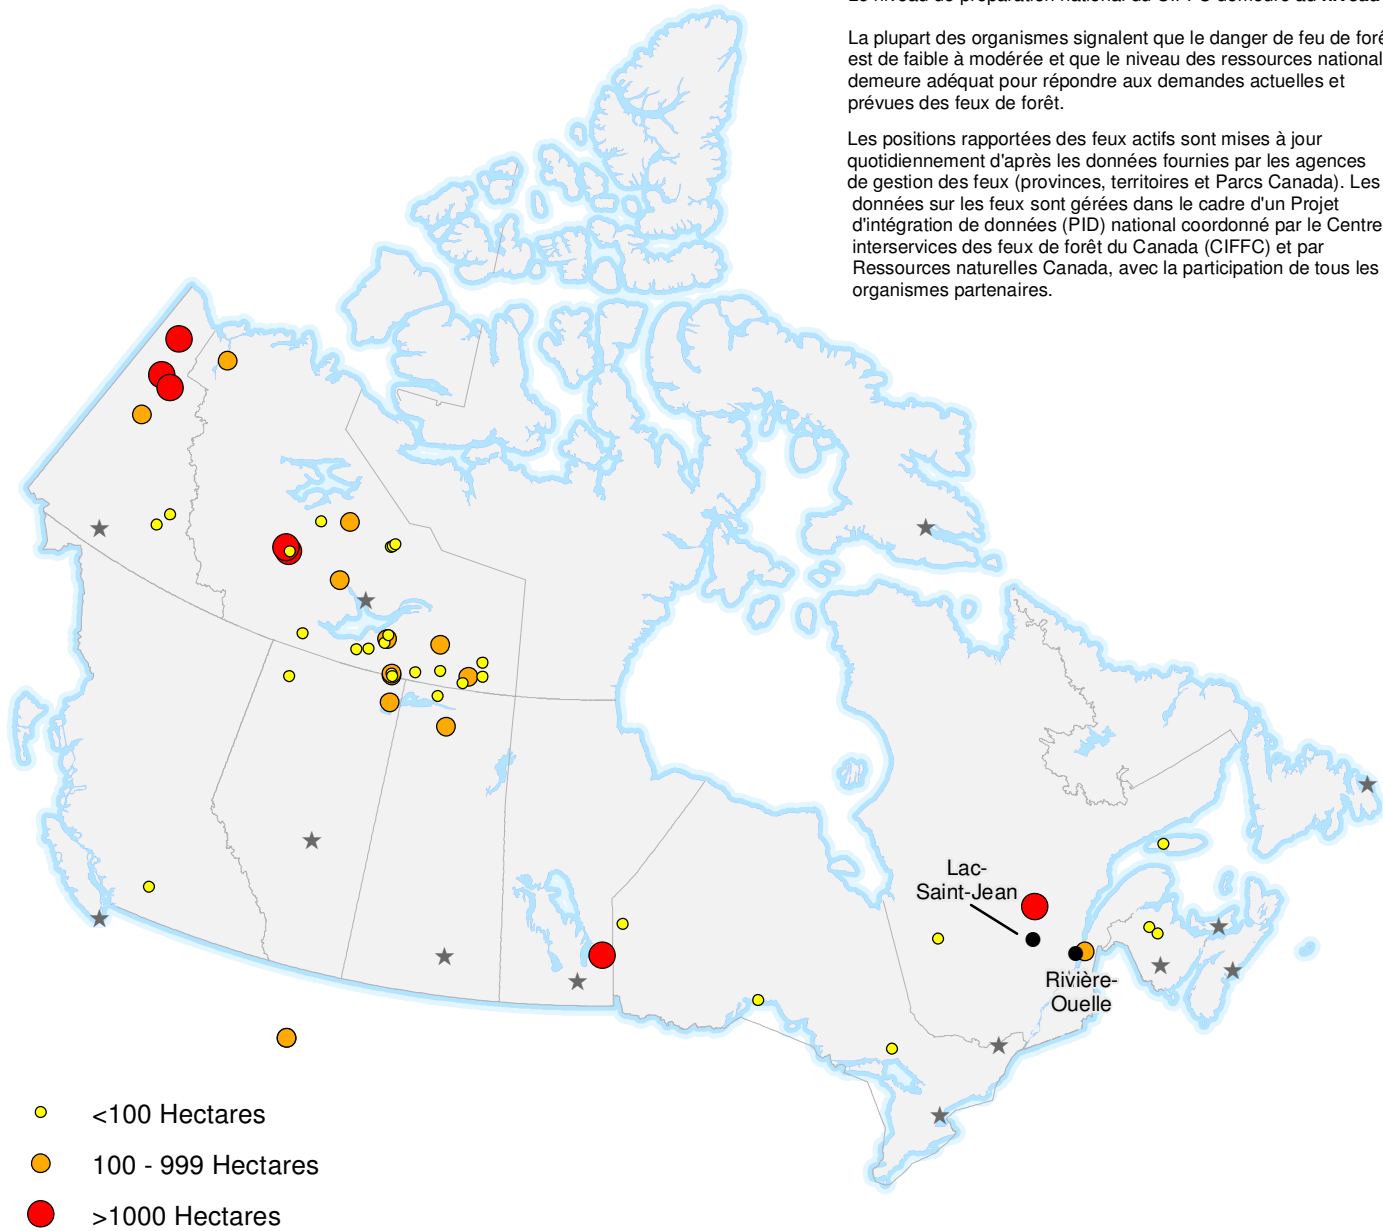 La plupart des organismes signalent que le danger de feu de
est de faible à modérée et que le niveau des ressources
demeure adéquat pour répondre aux demandes actuelles et
prévues des feux de forêt.
Les positions rapportées des feux actifs sont mises à jour
quotidiennement d'après les données fournies par les agences
de gestion des feux (provinces, territoires et Parcs Canada). Les
données sur les feux sont gérées dans le cadre d'un Projet
d'intégration de données (PID) national coordonné par le Centre
interservices des feux de forêt du Canada (CIFFC) et par
Ressources naturelles Canada, avec la participation de tous les
organismes partenaires.
Lac-
Saint-Jean
Rivière-
Ouelle
<100 Hectares
100 - 999 Hectares
>1000 Hectares